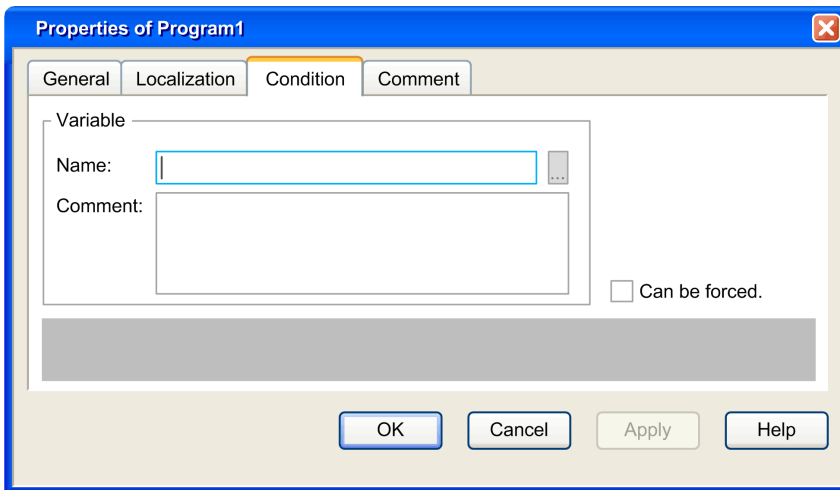 Properties of Program1
General Localization Condition Comment
Variable
Name:
...
Comment:
Can be forced.
OK Cancel Apply Help